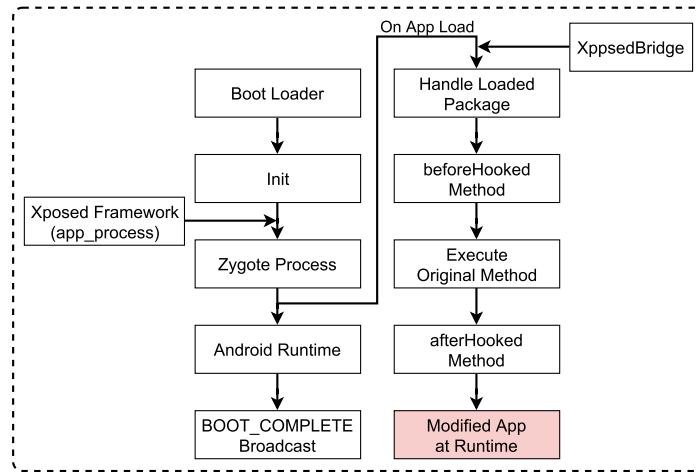 On App Load
XppsedBridge
Boot Loader
Handle Loaded
Package
Init
beforeHooked
Method
Xposed Framework
(app_process)
Zygote Process
Execute
Original Method
Android Runtime
afterHooked
Method
BOOT_COMPLETE
Broadcast
Modified App
at Runtime